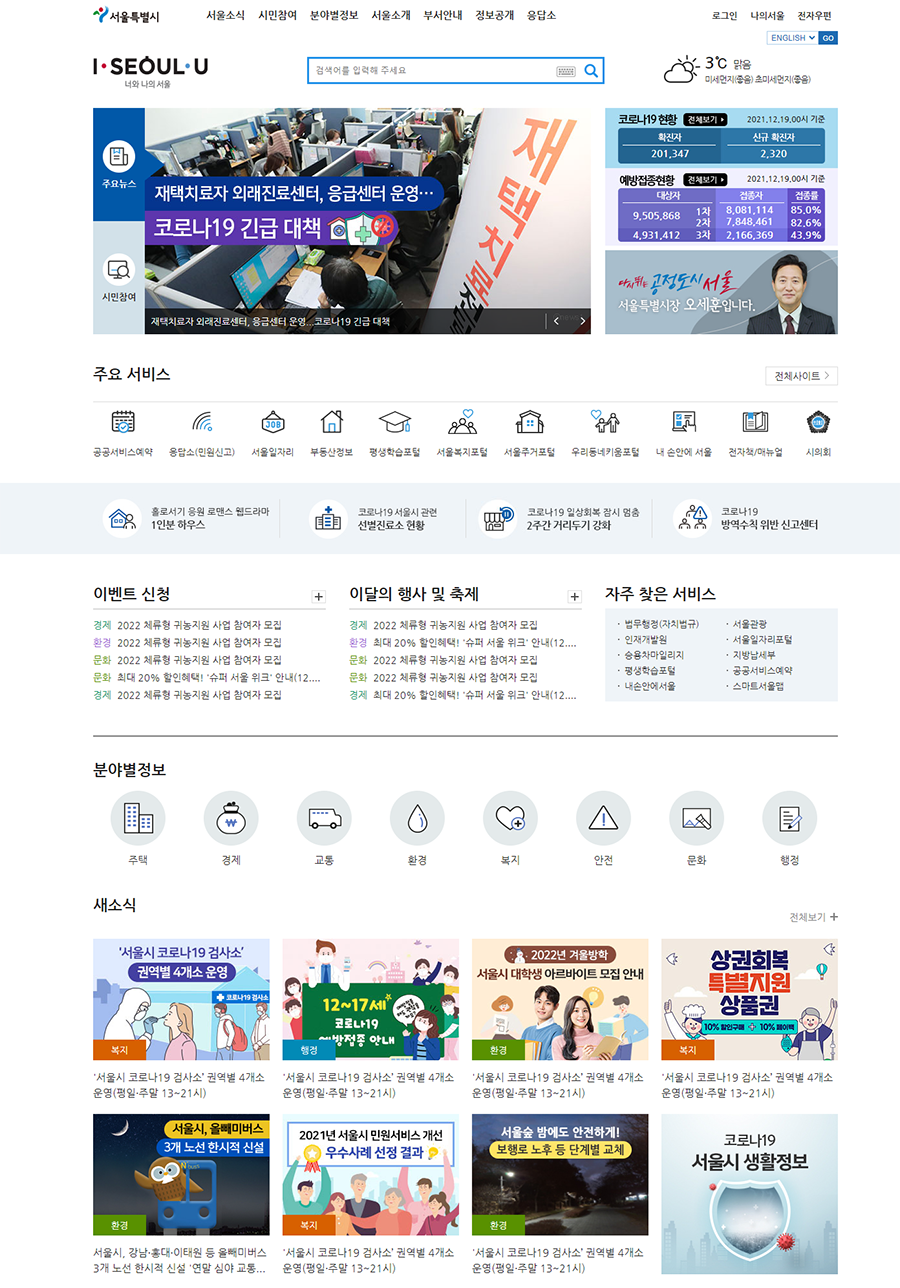 서울특별시
서울소식 시민참여 분야별정보 서울소개 부서안내 정보공개 응답소
로그인 나의서울 전자우편
ENGLISH GO
I·SEOUL·U
너와 나의 서울
검색어를 입력해 주세요
3℃ 맑음
미세먼지(좋음) 초미세먼지(좋음)
주요뉴스
시민참여
재택치료
재택치료자 외래진료센터, 응급센터 운영…
코로나19 긴급 대책
재택치료자 외래진료센터, 응급센터 운영...코로나19 긴급 대책
코로나19 현황 전체보기 2021.12.19.00시 기준
확진자 신규 확진자
201,347 2,320
예방접종현황 전체보기 2021.12.19.00시 기준
대상자 접종자 접종률
9,505,868 1차 8,081,114 85.0%
2차 7,848,461 82.6%
4,931,412 3차 2,166,369 43.9%
다시뛰는 공정도시 서울
서울특별시장 오세훈입니다.
주요 서비스
전체사이트
JOB
공공서비스예약 응답소(민원신고) 서울일자리 부동산정보 평생학습포털 서울복지포털 서울주거포털 우리동네키움포털 내 손안에 서울 전자책/매뉴얼 시의회
홀로서기 응원 로맨스 웹드라마
1인분 하우스
코로나19 서울시 관련
선별진료소 현황
코로나19 일상회복 잠시 멈춤
2주간 거리두기 강화
코로나19
방역수칙 위반 신고센터
이벤트 신청
경제 2022 체류형 귀농지원 사업 참여자 모집
환경 2022 체류형 귀농지원 사업 참여자 모집
문화 2022 체류형 귀농지원 사업 참여자 모집
문화 최대 20% 할인혜택! '슈퍼 서울 위크' 안내(12....
경제 2022 체류형 귀농지원 사업 참여자 모집
이달의 행사 및 축제
경제 2022 체류형 귀농지원 사업 참여자 모집
환경 최대 20% 할인혜택! '슈퍼 서울 위크' 안내(12....
문화 2022 체류형 귀농지원 사업 참여자 모집
문화 2022 체류형 귀농지원 사업 참여자 모집
경제 최대 20% 할인혜택! '슈퍼 서울 위크' 안내(12....
자주 찾은 서비스
· 법무행정(자치법규) · 서울관광
· 인재개발원 · 서울일자리포털
· 승용차마일리지 · 지방남세부
· 평생학습포털 · 공공서비스예약
· 내손안에서울 · 스마트서울맵
분야별정보
주택 경제 교통 환경 복지 안전 문화 행정
새소식
전체보기
'서울시 코로나19 검사소'
권역별 4개소 운영
코로나19 검사소
복지
'서울시 코로나19 검사소' 권역별 4개소
운영(평일·주말 13~21시)
12~17세
코로나19
예방접종 안내
행정
'서울시 코로나19 검사소' 권역별 4개소
운영(평일·주말 13~21시)
2022년 겨울방학
서울시 대학생 아르바이트 모집 안내
환경
'서울시 코로나19 검사소' 권역별 4개소
운영(평일·주말 13~21시)
상권회복
특별지원
상품권
10% 할인구매 + 10% 페이백
복지
'서울시 코로나19 검사소' 권역별 4개소
운영(평일·주말 13~21시)
서울시, 올빼미버스
3개 노선 한시적 신설
환경
서울시, 강남·홍대·이태원 등 올빼미버스
3개 노선 한시적 신설 '연말 심야 교통...
2021년 서울시 민원서비스 개선
우수사례 선정 결과
복지
'서울시 코로나19 검사소' 권역별 4개소
운영(평일·주말 13~21시)
서울숲 밤에도 안전하게!
보행로 노후 등 단계별 교체
환경
'서울시 코로나19 검사소' 권역별 4개소
운영(평일·주말 13~21시)
코로나19
서울시 생활정보